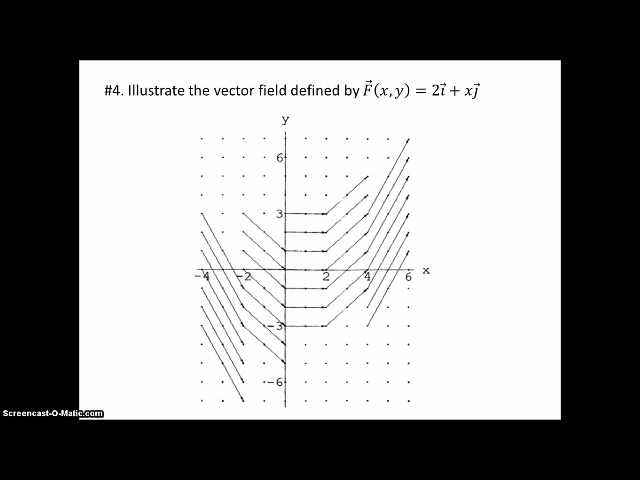 #4. Illustrate the vector field defined by F⃗(x, y) = 2i⃗ + xj⃗
y
6
3
-4 -2 2 4 6 x
-3
-6
Screencast-O-Matic.com